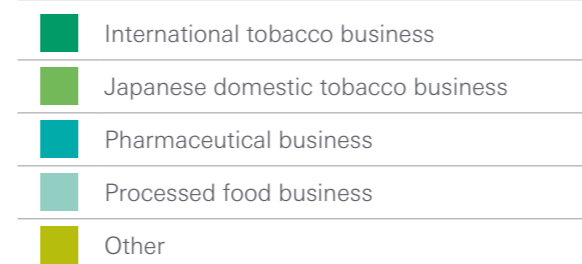 International tobacco business
Japanese domestic tobacco business
Pharmaceutical business
Processed food business
Other